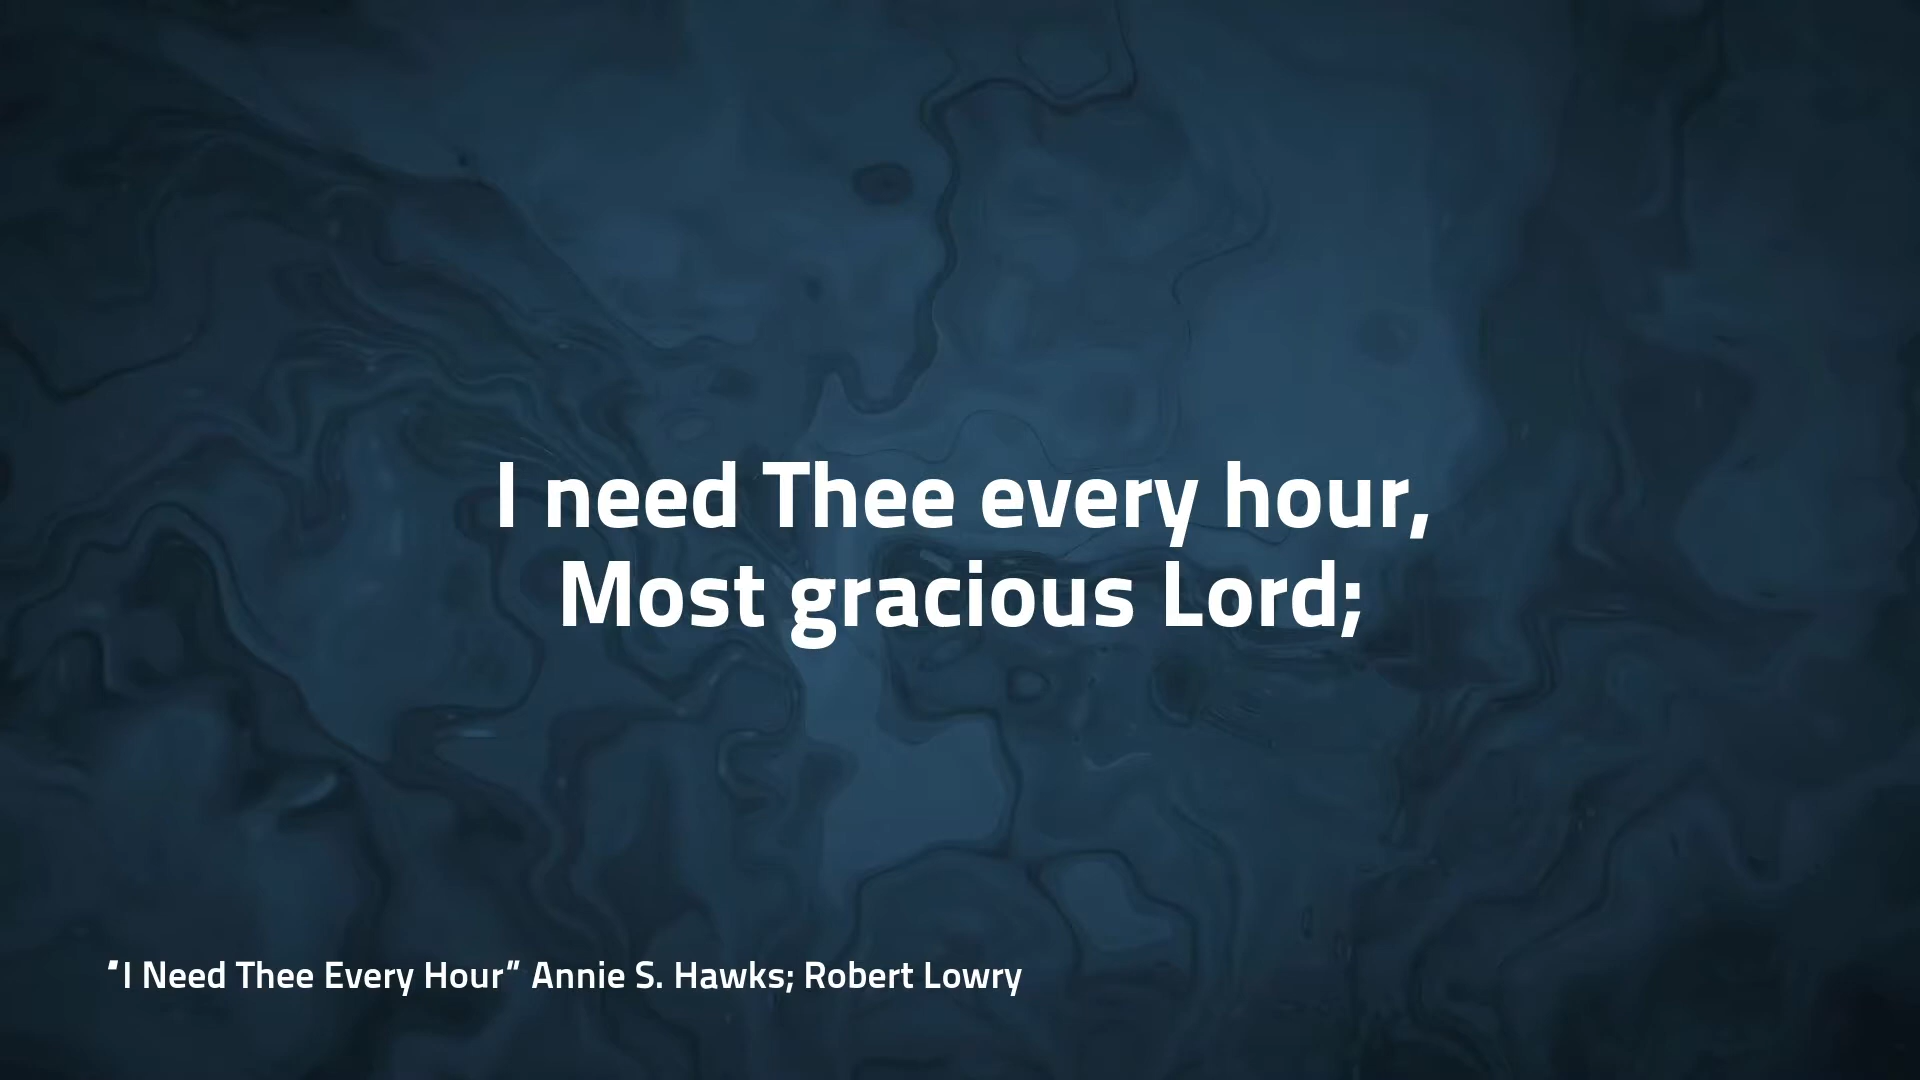 I need Thee every hour,
Most gracious Lord;
"I Need Thee Every Hour" Annie S. Hawks; Robert Lowry